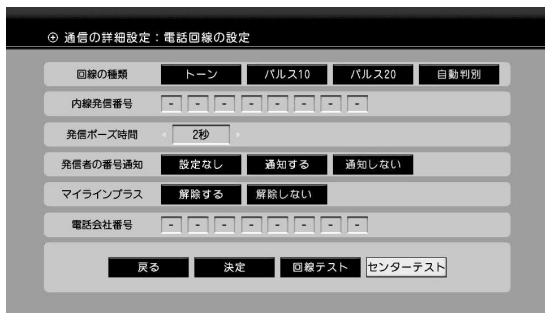 ⊕ 通信の詳細設定：電話回線の設定
回線の種類 トーン パルス10 パルス20 自動判別
内線発信番号 - - - - - - - -
発信ポーズ時間 2秒
発信者の番号通知 設定なし 通知する 通知しない
マイラインプラス 解除する 解除しない
電話会社番号 - - - - - - - -
戻る 決定 回線テスト センターテスト